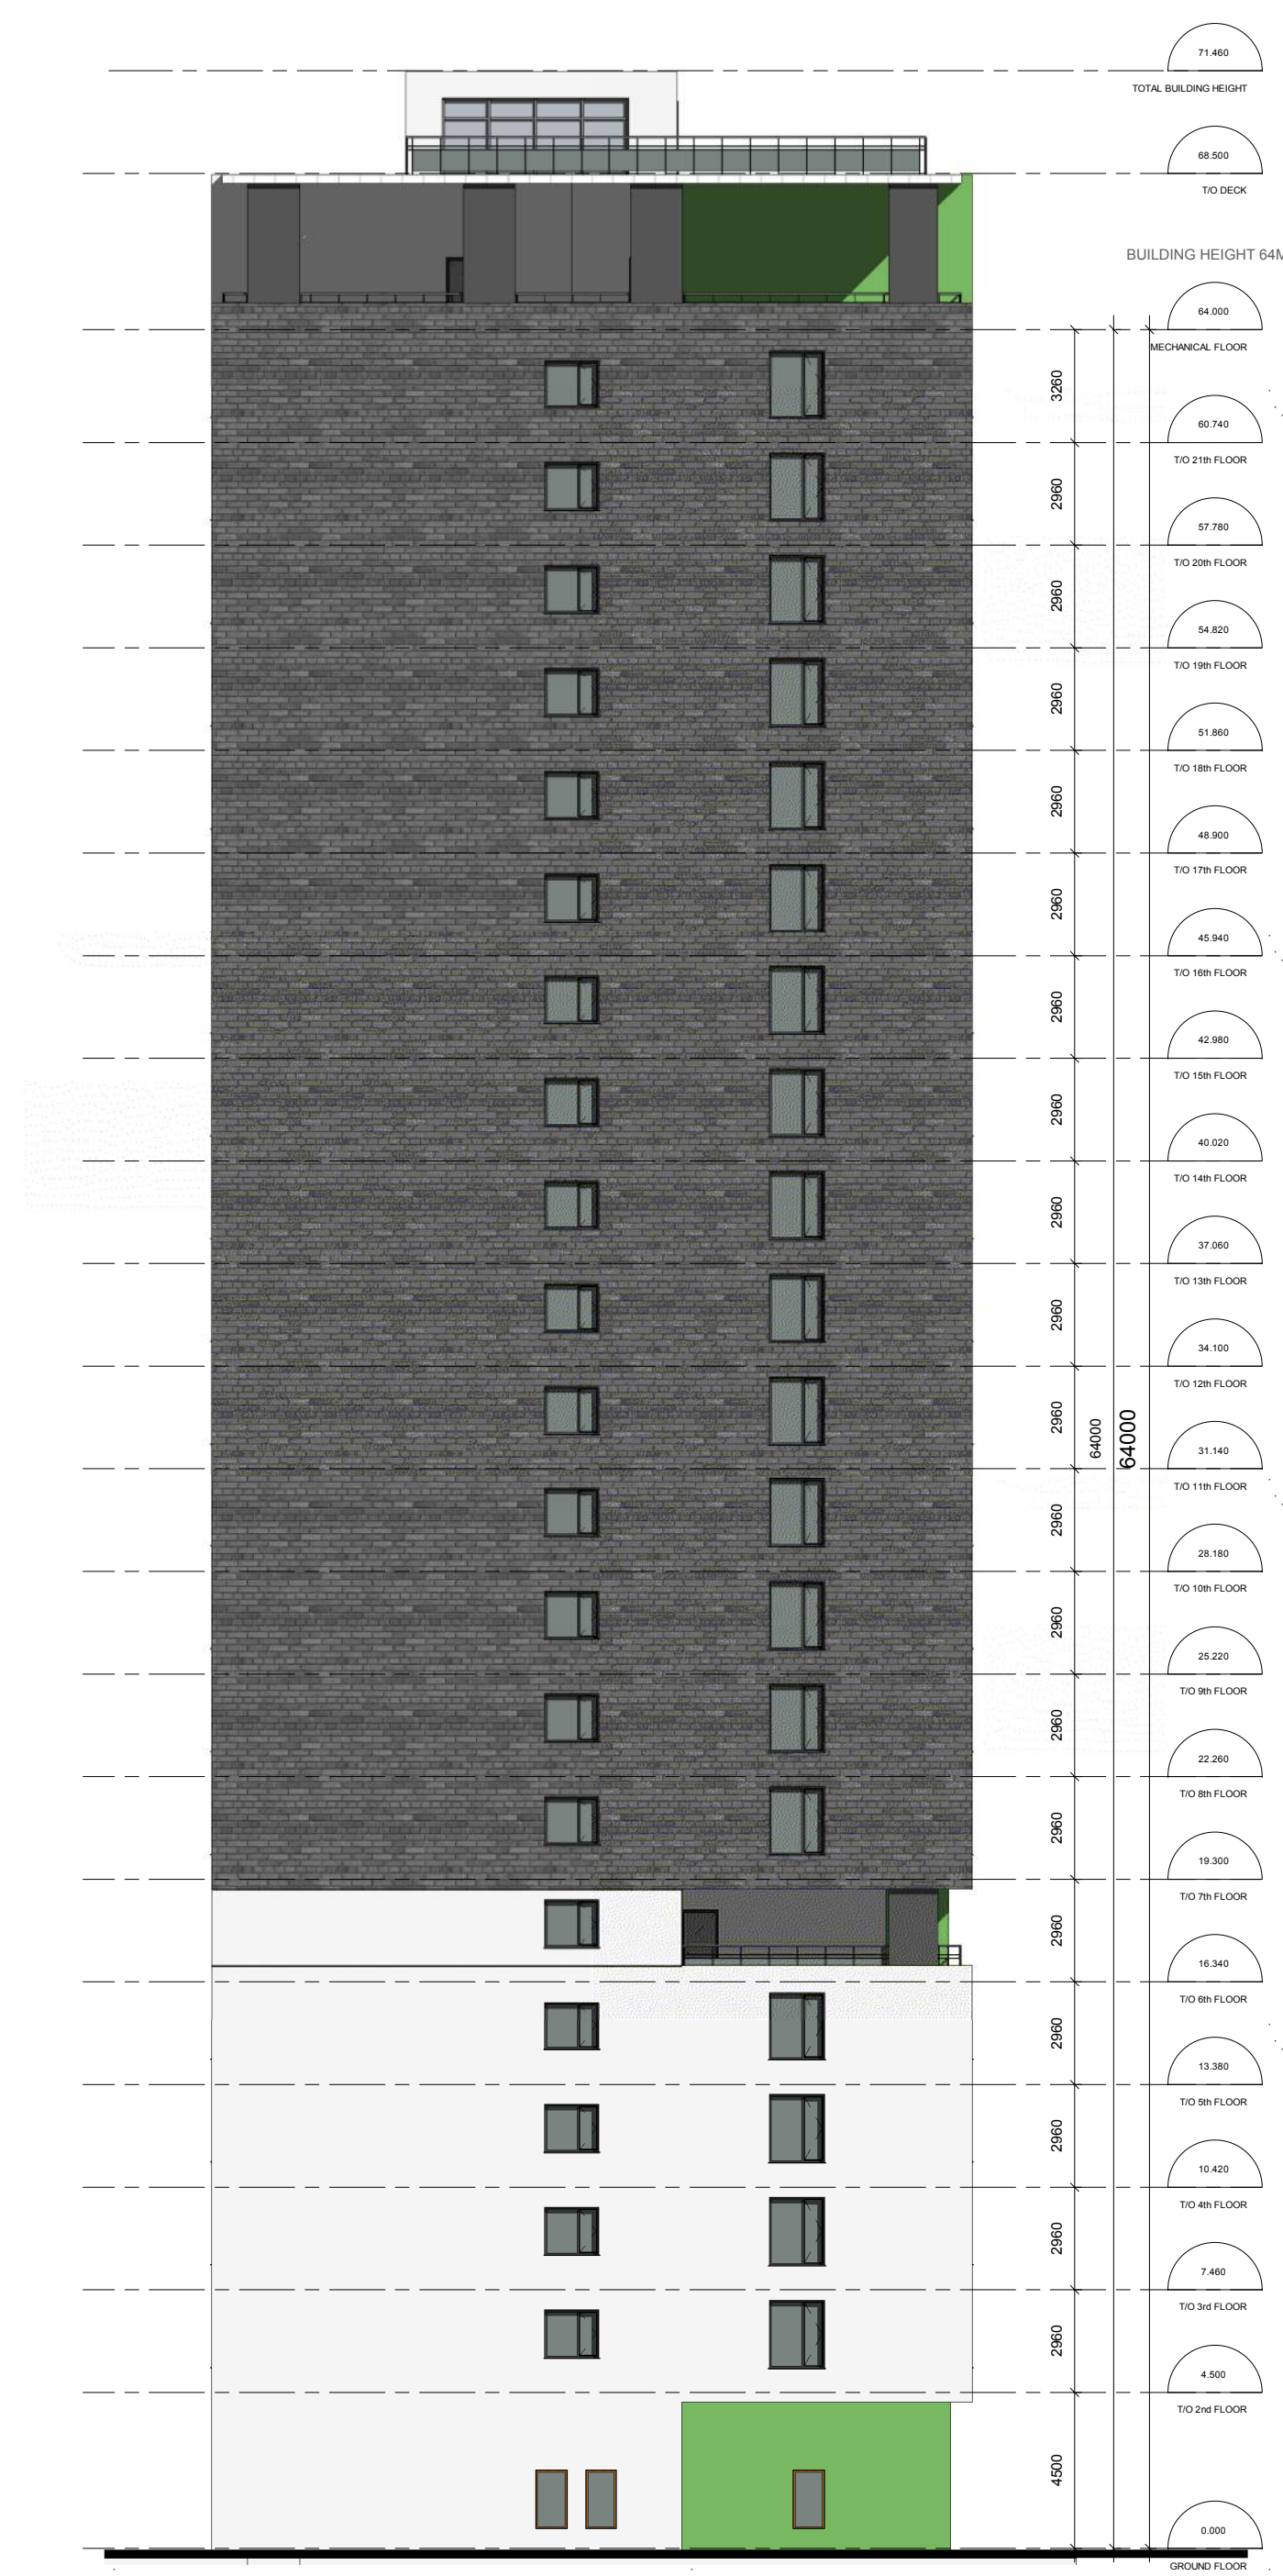 71.460
TOTAL BUILDING HEIGHT
68.500
T/O DECK
BUILDING HEIGHT 64M
64.000
MECHANICAL FLOOR
3260
60.740
T/O 21th FLOOR
2960
57.780
T/O 20th FLOOR
2960
54.820
T/O 19th FLOOR
2960
51.860
T/O 18th FLOOR
2960
48.900
T/O 17th FLOOR
2960
45.940
T/O 16th FLOOR
2960
42.980
T/O 15th FLOOR
2960
40.020
T/O 14th FLOOR
2960
37.060
T/O 13th FLOOR
2960
34.100
T/O 12th FLOOR
2960
64000
64000
31.140
T/O 11th FLOOR
2960
28.180
T/O 10th FLOOR
2960
25.220
T/O 9th FLOOR
2960
22.260
T/O 8th FLOOR
2960
19.300
T/O 7th FLOOR
2960
16.340
T/O 6th FLOOR
2960
13.380
T/O 5th FLOOR
2960
10.420
T/O 4th FLOOR
2960
7.460
T/O 3rd FLOOR
2960
4.500
T/O 2nd FLOOR
4500
0.000
GROUND FLOOR